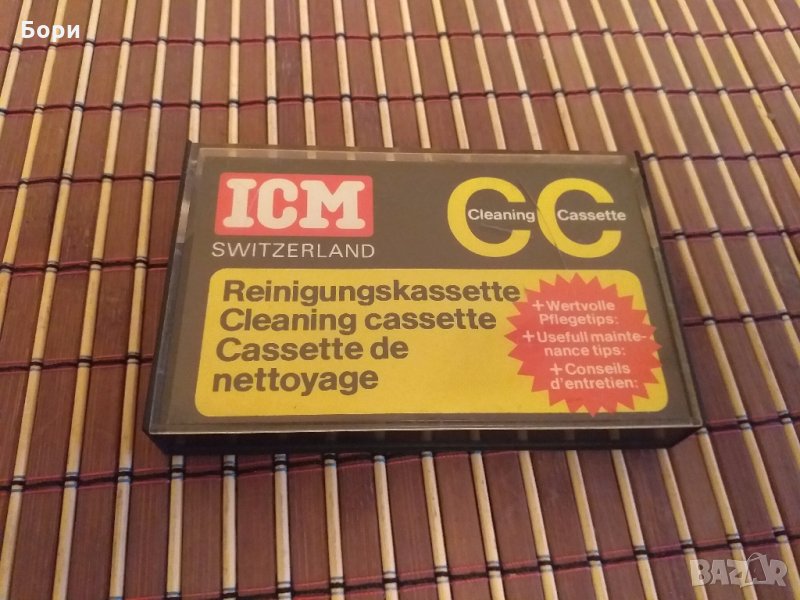 Бори
ICM
SWITZERLAND
CC
Cleaning Cassette
Reinigungskassette
Cleaning cassette
Cassette de
nettoyage
+Wertvolle
Pflegetips:
+Usefull mainte-
nance tips:
+Conseils
d'entretien:
BAZAR